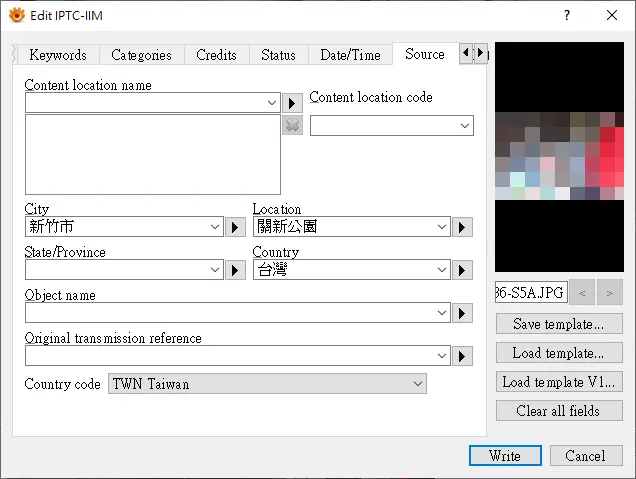 Edit IPTC-IIM
Keywords Categories Credits Status Date/Time Source
Content location name
Content location code
City Location
新竹市 關新公園
State/Province Country
台灣
Object name
36-S5A.JPG < >
Save template...
Original transmission reference
Load template...
Country code TWN Taiwan Load template V1...
Clear all fields
Write Cancel